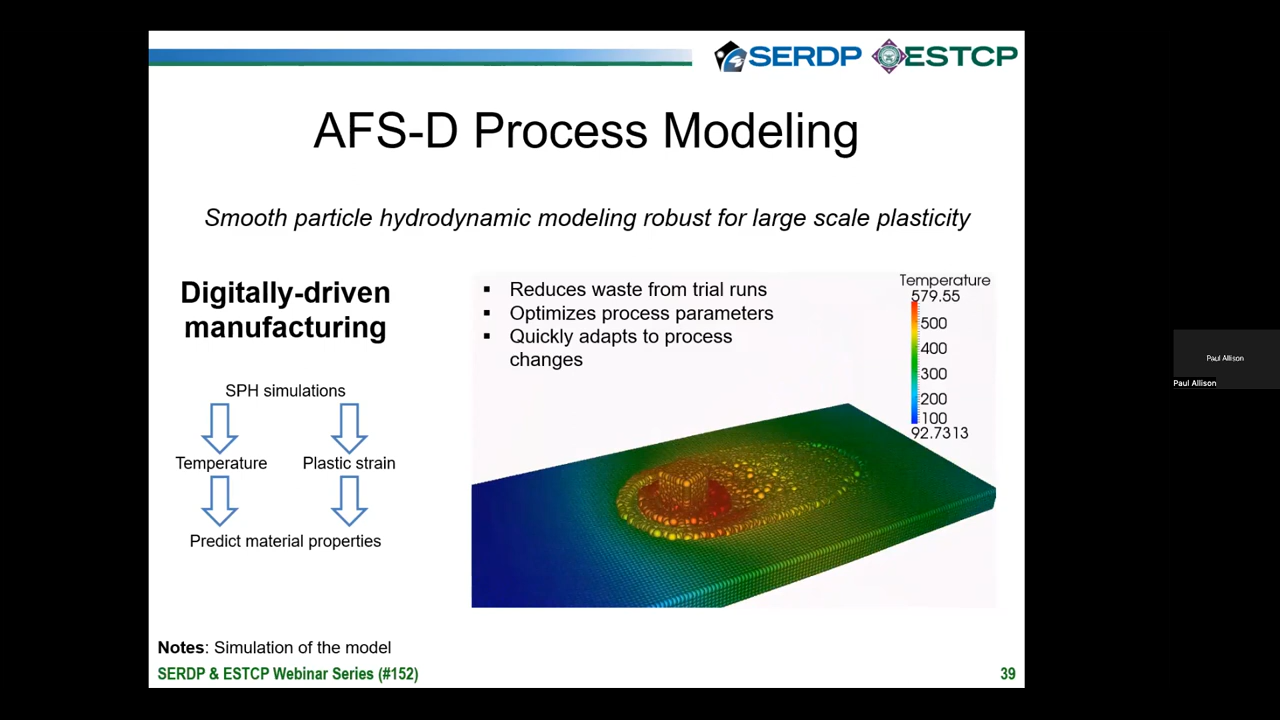 SERDP ESTCP
AFS-D Process Modeling
Smooth particle hydrodynamic modeling robust for large scale plasticity
Digitally-driven
manufacturing
SPH simulations
Temperature Plastic strain
Predict material properties
▪ Reduces waste from trial runs
▪ Optimizes process parameters
▪ Quickly adapts to process
changes
Temperature
579.55
500
400
300
200
100
92.7313
Paul Allison
Paul Allison
Notes: Simulation of the model
SERDP & ESTCP Webinar Series (#152)
39